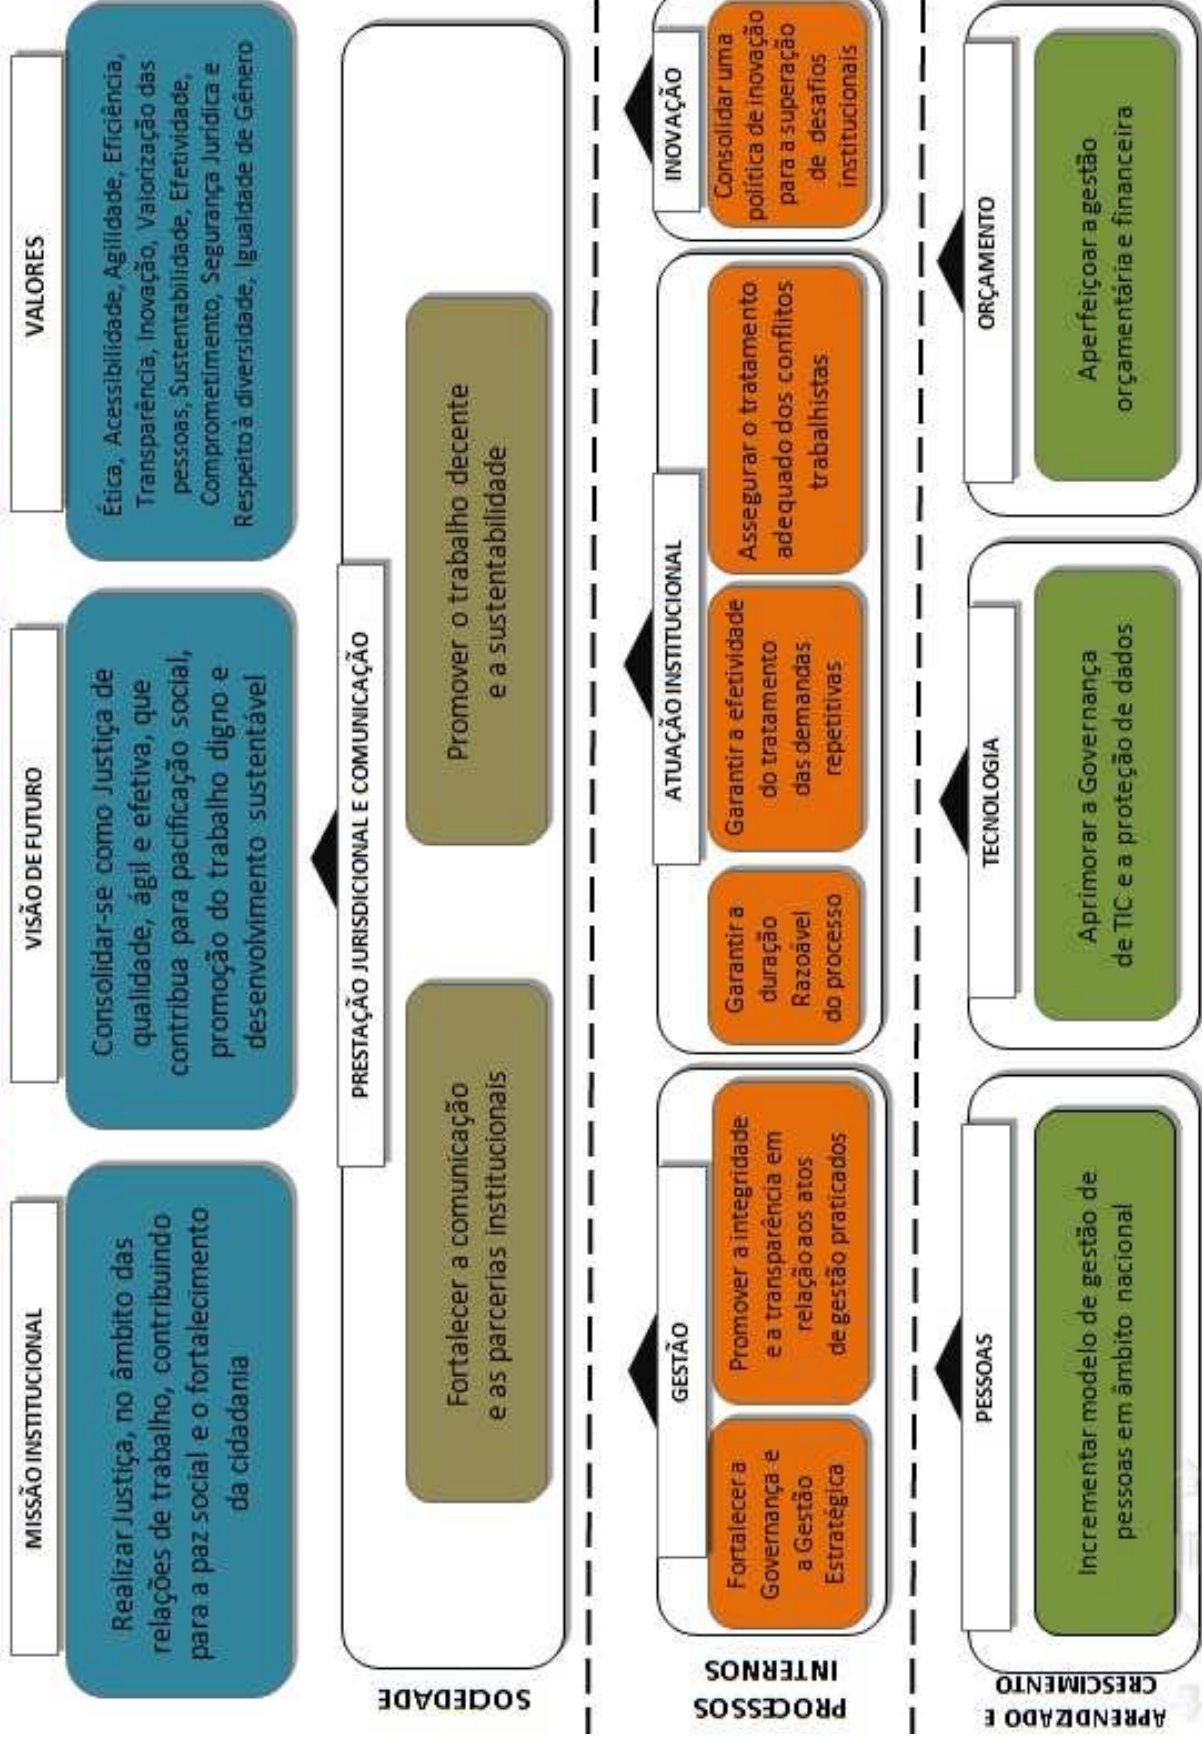 MISSÃO INSTITUCIONAL
Realizar Justiça, no âmbito das
relações de trabalho, contribuindo
para a paz social e o fortalecimento
da cidadania
VISÃO DE FUTURO
Consolidar-se como Justiça de
qualidade, ágil e efetiva, que
contribua para pacificação social,
promoção do trabalho digno e
desenvolvimento sustentável
VALORES
Ética, Acessibilidade, Agilidade, Eficiência,
Transparência, Inovação, Valorização das
pessoas, Sustentabilidade, Efetividade,
Comprometimento, Segurança Jurídica e
Respeito à diversidade, Igualdade de Gênero
SOCIEDADE
PRESTAÇÃO JURISDICIONAL E COMUNICAÇÃO
Fortalecer a comunicação
e as parcerias institucionais
Promover o trabalho decente
e a sustentabilidade
PROCESSOS
INTERNOS
GESTÃO
Fortalecer a
Governança e
a Gestão
Estratégica
Promover a integridade
e a transparência em
relação aos atos
de gestão praticados
ATUAÇÃO INSTITUCIONAL
Garantir a
duração
Razoável
do processo
Garantir a efetividade
do tratamento
das demandas
repetitivas
Assegurar o tratamento
adequado dos conflitos
trabalhistas
INOVAÇÃO
Consolidar uma
política de inovação
para a superação
de desafios
institucionais
APRENDIZADO E
CRESCIMENTO
PESSOAS
Incrementar modelo de gestão de
pessoas em âmbito nacional
TECNOLOGIA
Aprimorar a Governança
de TIC e a proteção de dados
ORÇAMENTO
Aperfeiçoar a gestão
orçamentária e financeira